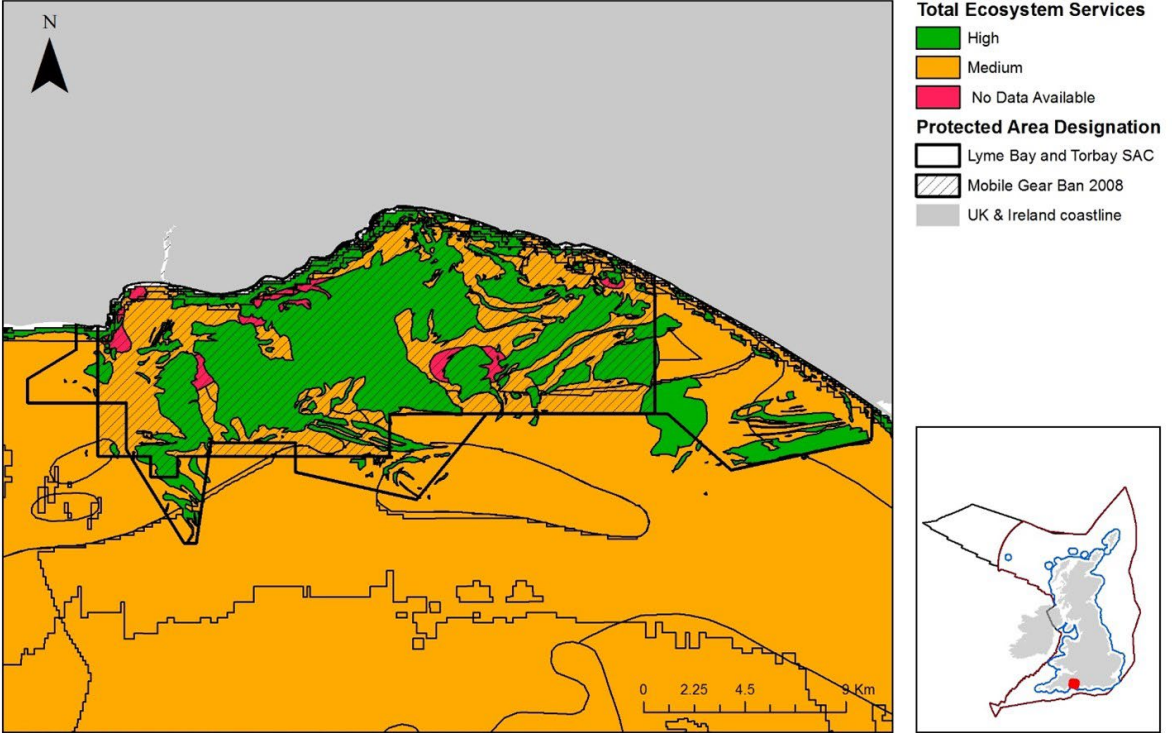 N
Total Ecosystem Services
High
Medium
No Data Available
Protected Area Designation
Lyme Bay and Torbay SAC
Mobile Gear Ban 2008
UK & Ireland coastline
0 2.25 4.5 9 Km